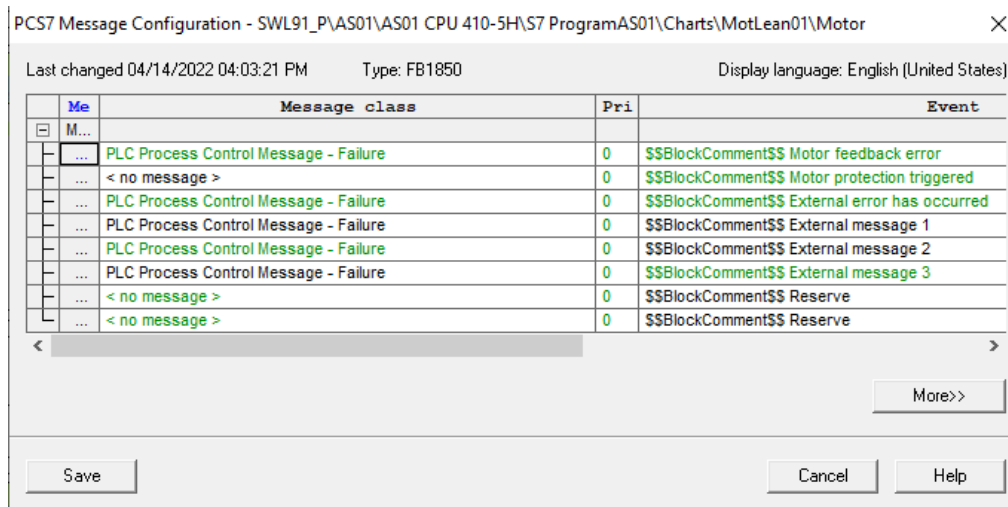 PCS7 Message Configuration - SWL91_P\AS01\AS01 CPU 410-5H\S7 ProgramAS01\Charts\MotLean01\Motor
Last changed 04/14/2022 04:03:21 PM Type: FB1850 Display language: English (United States)
Me Message class Pri Event
M...
... PLC Process Control Message - Failure 0 $$BlockComment$$ Motor feedback error
... < no message > 0 $$BlockComment$$ Motor protection triggered
... PLC Process Control Message - Failure 0 $$BlockComment$$ External error has occurred
... PLC Process Control Message - Failure 0 $$BlockComment$$ External message 1
... PLC Process Control Message - Failure 0 $$BlockComment$$ External message 2
... PLC Process Control Message - Failure 0 $$BlockComment$$ External message 3
... < no message > 0 $$BlockComment$$ Reserve
... < no message > 0 $$BlockComment$$ Reserve
More>>
Save Cancel Help